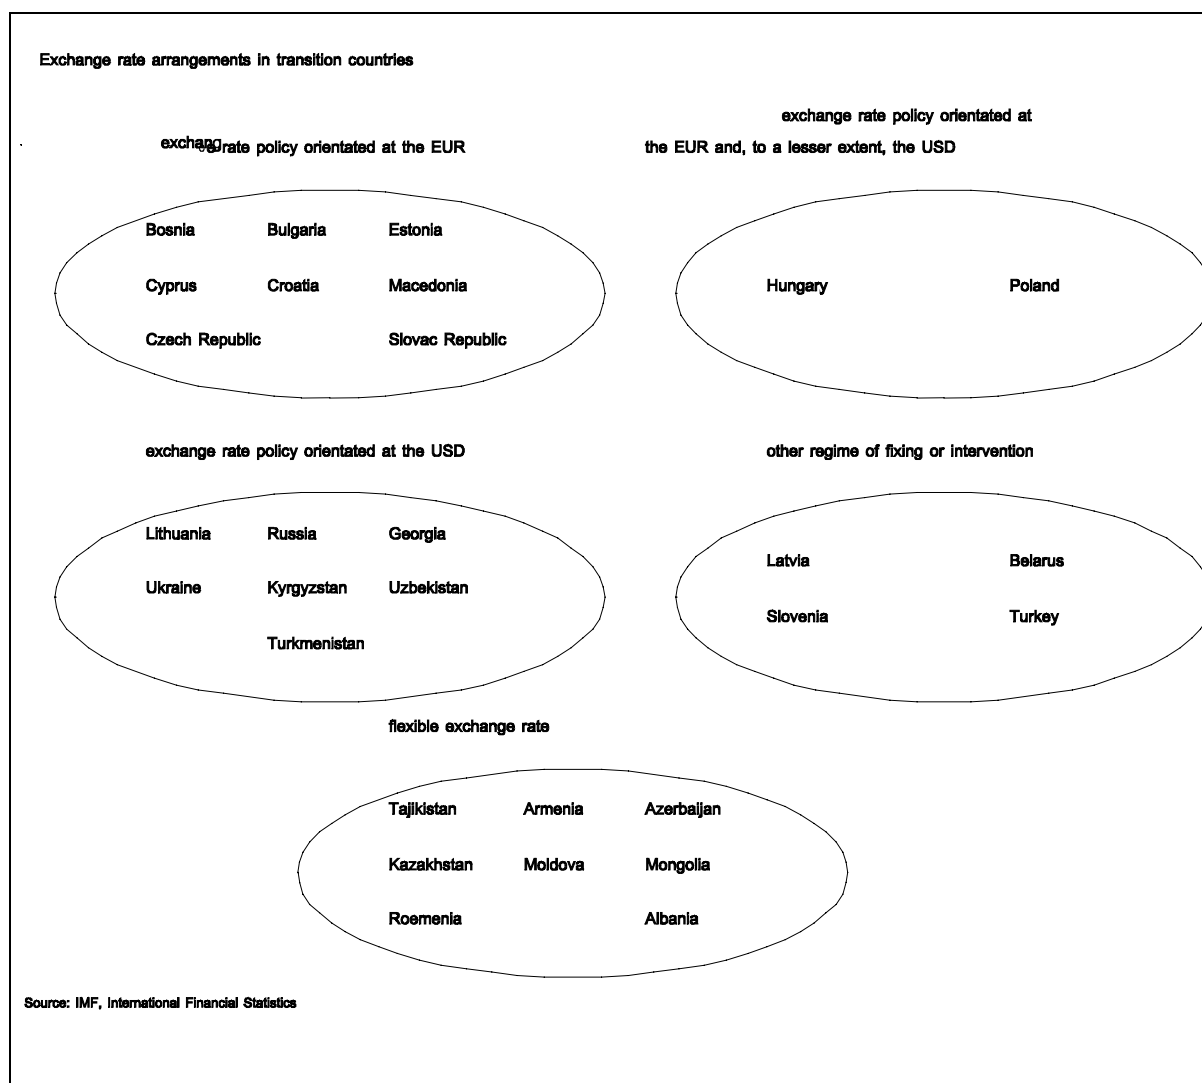 Exchange rate arrangements in transition countries
exchange rate policy orientated at the EUR
exchange rate policy orientated at
the EUR and, to a lesser extent, the USD
Bosnia Bulgaria Estonia
Cyprus Croatia Macedonia
Czech Republic Slovac Republic
Hungary Poland
exchange rate policy orientated at the USD
other regime of fixing or intervention
Lithuania Russia Georgia
Ukraine Kyrgyzstan Uzbekistan
Turkmenistan
Latvia Belarus
Slovenia Turkey
flexible exchange rate
Tajikistan Armenia Azerbaijan
Kazakhstan Moldova Mongolia
Roemenia Albania
Source: IMF, International Financial Statistics